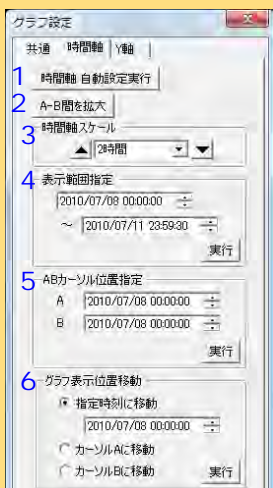 グラフ設定
共通 時間軸 Y軸
1 時間軸 自動設定実行
2 A-B間を拡大
3 時間軸スケール
2時間
4 表示範囲指定
2010/07/08 00:00:00
～ 2010/07/11 23:59:30
実行
5 ABカーソル位置指定
A 2010/07/08 00:00:00
B 2010/07/08 00:00:00
実行
6 グラフ表示位置移動
指定時刻に移動
2010/07/08 00:00:00
カーソルAに移動
カーソルBに移動 実行